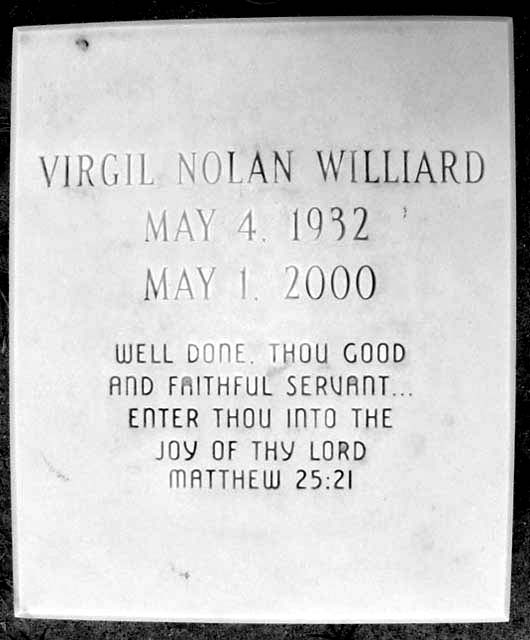 VIRGIL NOLAN WILLIARD
MAY 4, 1932
MAY 1, 2000
WELL DONE, THOU GOOD
AND FAITHFUL SERVANT...
ENTER THOU INTO THE
JOY OF THY LORD
MATTHEW 25:21